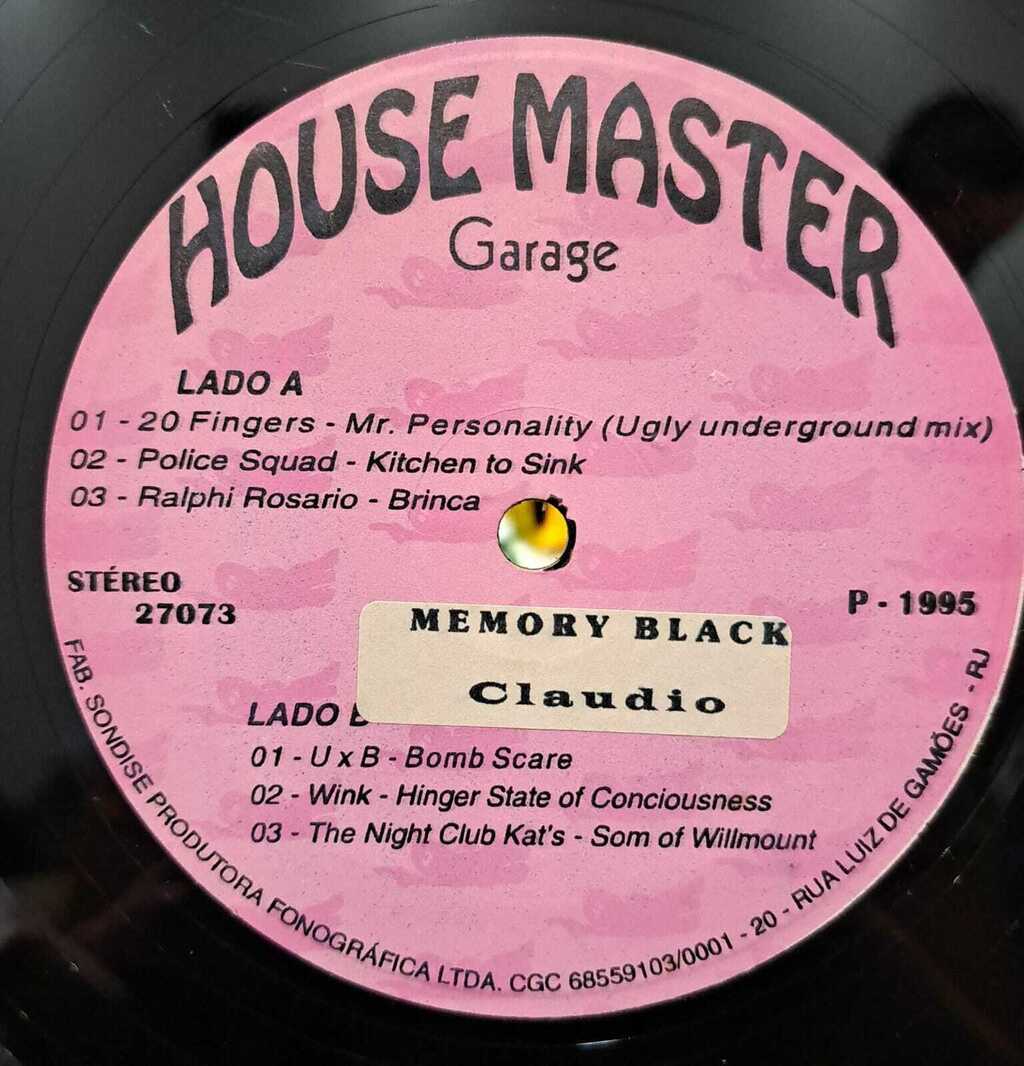 HOUSE MASTER
Garage
LADO A
01 - 20 Fingers - Mr. Personality (Ugly underground mix)
02 - Police Squad - Kitchen to Sink
03 - Ralphi Rosario - Brinca
STÉREO
27073
P - 1995
MEMORY BLACK
Claudio
LADO
01 - U x B - Bomb Scare
02 - Wink - Hinger State of Conciousness
03 - The Night Club Kat's - Som of Willmount
FAB. SONDISE PRODUTORA FONOGRÁFICA LTDA. CGC 68559103/0001 - 20 - RUA LUIZ DE GAMÕES - RJ